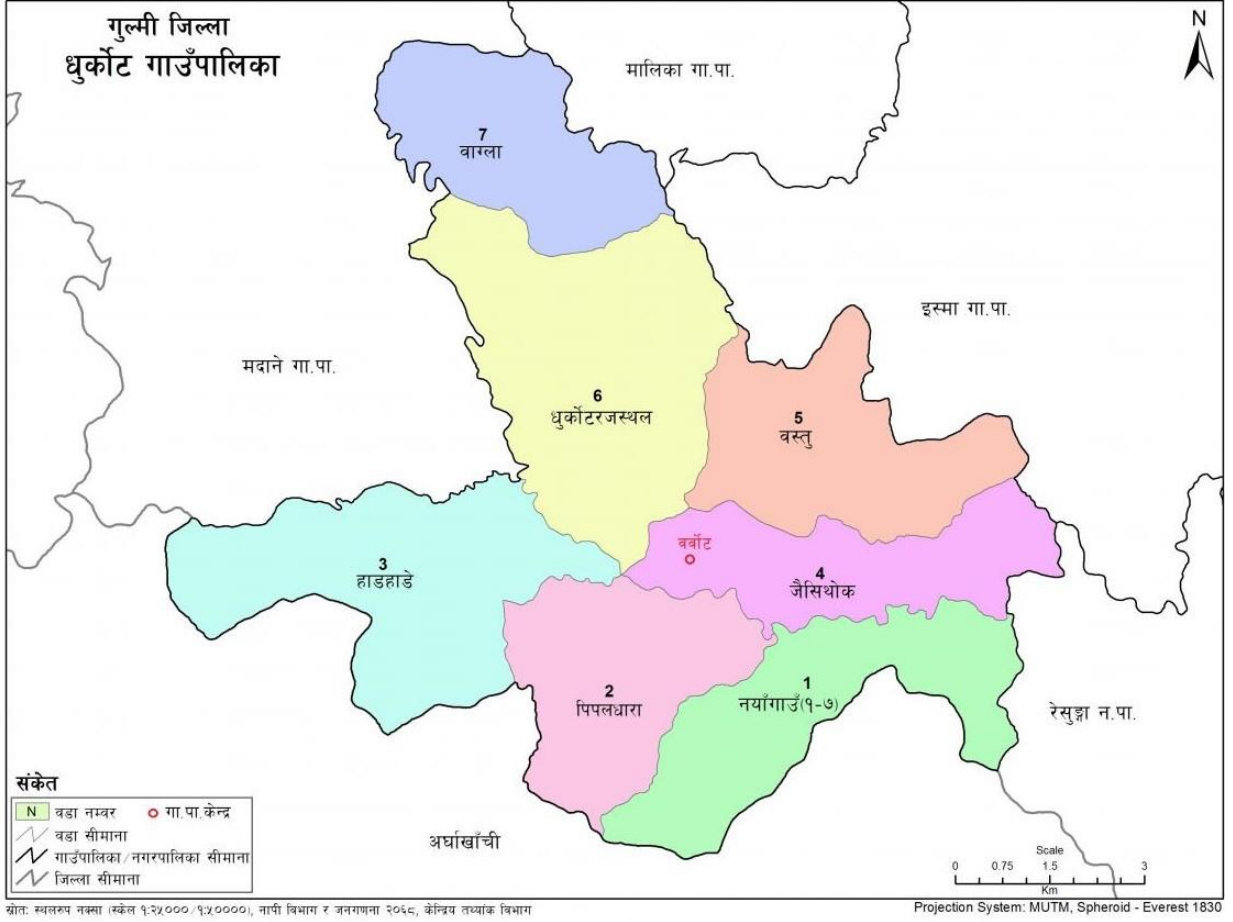 गुल्मी जिल्ला
धुर्कोट गाउँपालिका
N
मालिका गा.पा.
7
वाग्ला
इस्मा गा.पा.
मदाने गा.पा.
6
धुर्कोटरजस्थल
5
वस्तु
वर्वोट
3
हाडहाडे
4
जैसिथोक
2
पिपलधारा
1
नयाँगाउँ(१-७)
रेसुङ्गा न.पा.
अर्घाखाँची
संकेत
N वडा नम्वर गा.पा.केन्द्र
वडा सीमाना
गाउँपालिका/नगरपालिका सीमाना
जिल्ला सीमाना
Scale
0 0.75 1.5 3
Km
स्रोत: स्थलरुप नक्सा (स्केल १:२५००० /१:५००००), नापी विभाग र जनगणना २०६८, केन्द्रिय तथ्यांक विभाग
Projection System: MUTM, Spheroid - Everest 1830